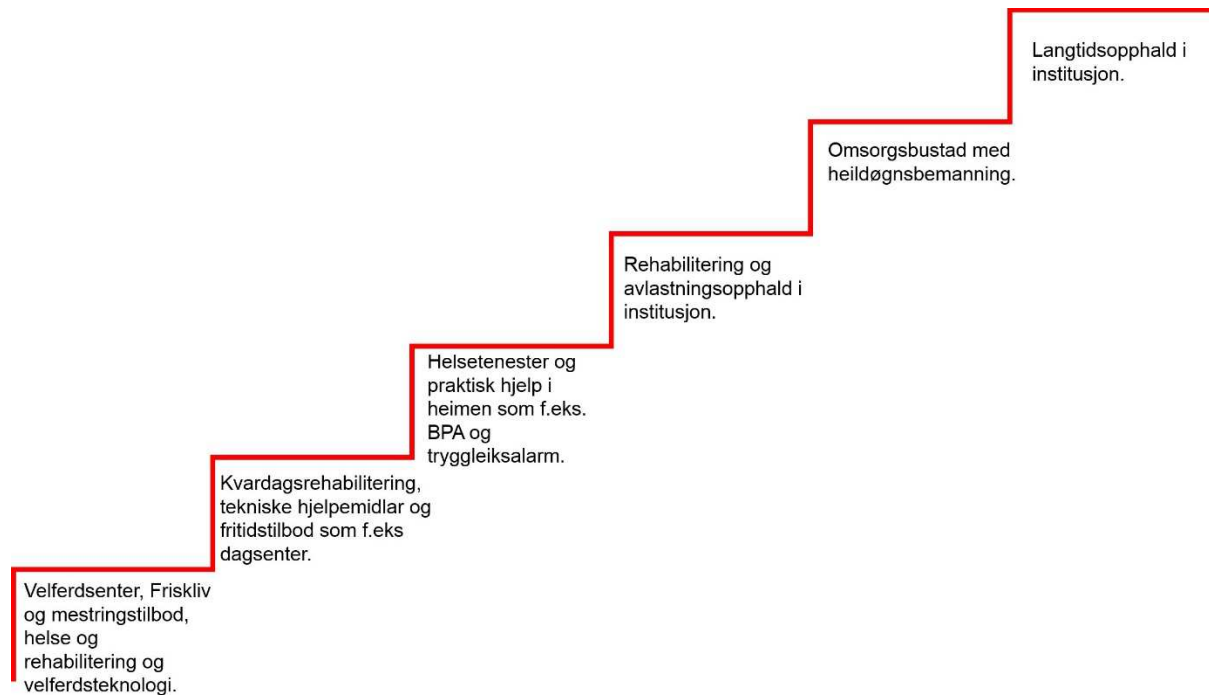 Langtidsopphald i
institusjon.
Omsorgsbustad med
heildøgnsbemanning.
Rehabilitering og
avlastningsopphald i
institusjon.
Helsetenester og
praktisk hjelp i
heimen som f.eks.
BPA og
tryggleiksalarm.
Kvardagsrehabilitering,
tekniske hjelpemidlar og
fritidstilbod som f.eks
dagsenter.
Velferdsenter, Friskliv
og mestringstilbod,
helse og
rehabilitering og
velferdsteknologi.